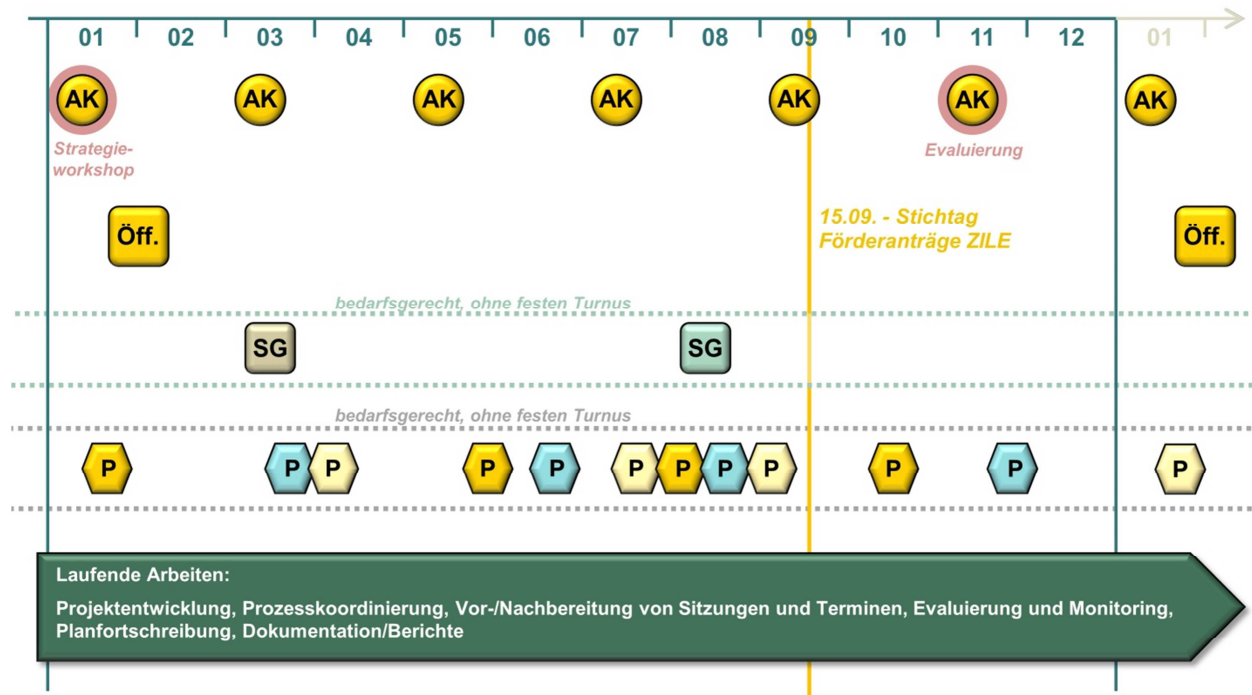 01 02 03 04 05 06 07 08 09 10 11 12 01
AK AK AK AK AK AK AK
Strategie-
workshop
Evaluierung
Öff. Öff.
15.09. - Stichtag
Förderanträge ZILE
bedarfsgerecht, ohne festen Turnus
SG SG
bedarfsgerecht, ohne festen Turnus
P P P P P P P P P P P P
Laufende Arbeiten:
Projektentwicklung, Prozesskoordinierung, Vor-/Nachbereitung von Sitzungen und Terminen, Evaluierung und Monitoring,
Planfortschreibung, Dokumentation/Berichte